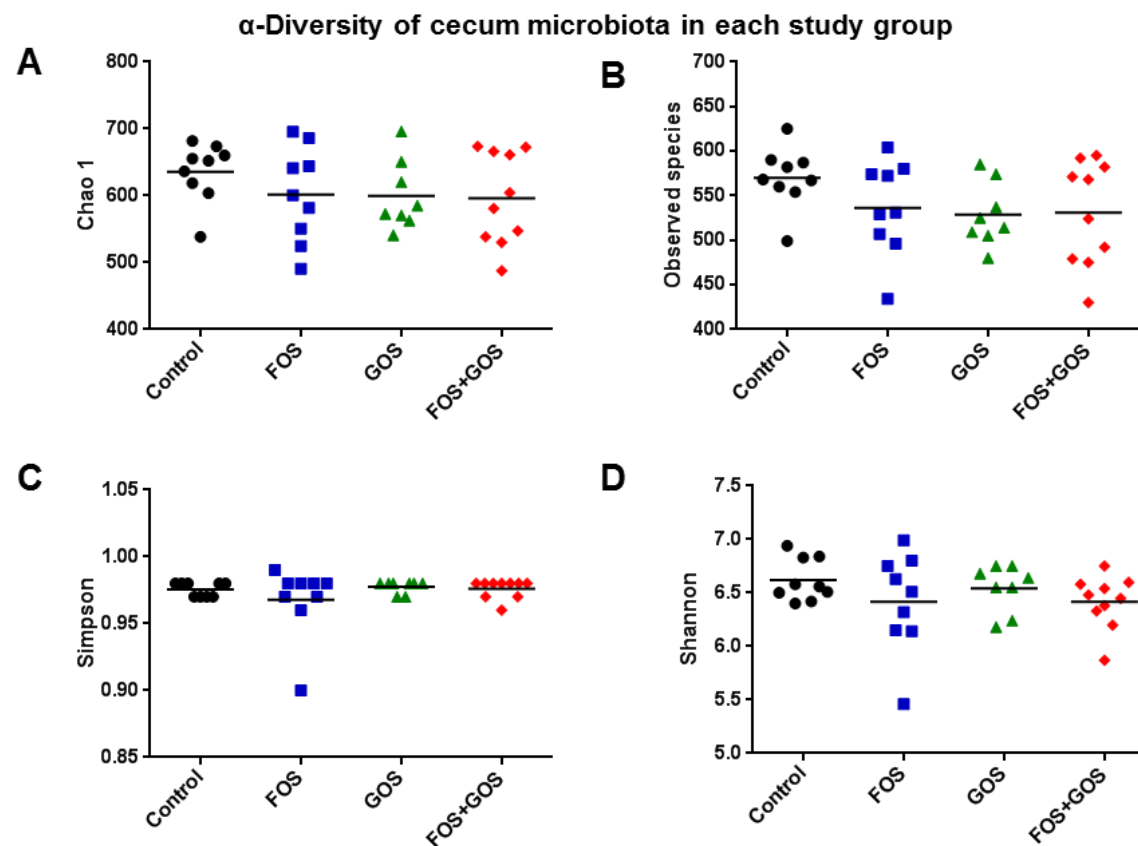 α-Diversity of cecum microbiota in each study group
A
Chao 1
800
700
600
500
400
Control
FOS
GOS
FOS+GOS
B
Observed species
700
650
600
550
500
450
400
Control
FOS
GOS
FOS+GOS
C
Simpson
1.05
1.00
0.95
0.90
0.85
Control
FOS
GOS
FOS+GOS
D
Shannon
7.5
7.0
6.5
6.0
5.5
5.0
Control
FOS
GOS
FOS+GOS